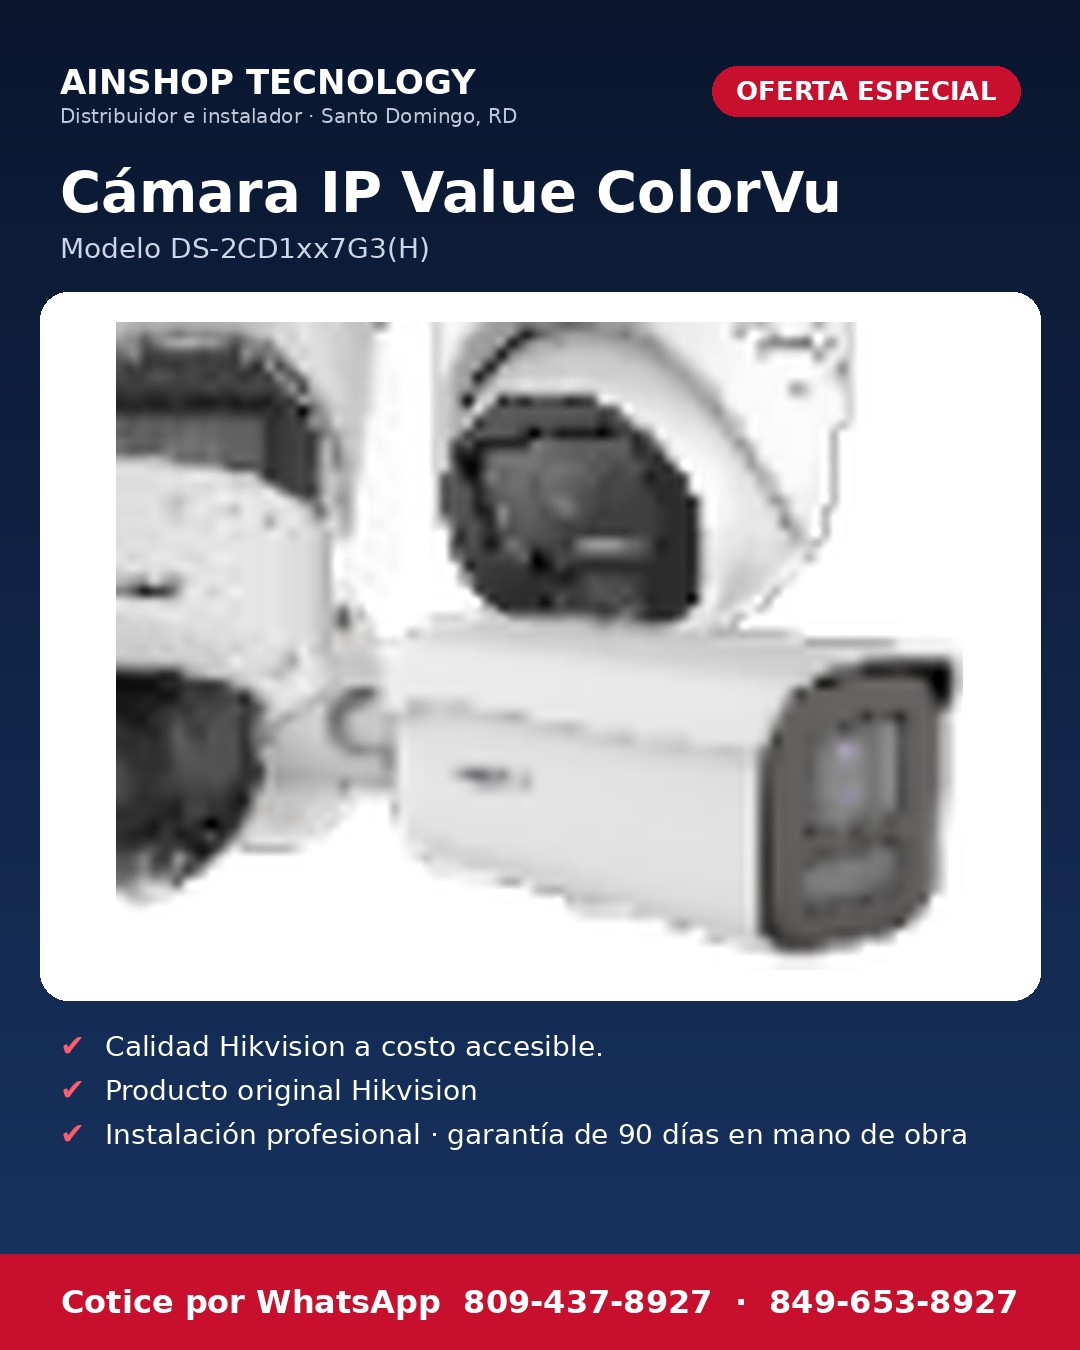 AINSHOP TECNOLOGY
Distribuidor e instalador · Santo Domingo, RD
OFERTA ESPECIAL
Cámara IP Value ColorVu
Modelo DS-2CD1xx7G3(H)
✔ Calidad Hikvision a costo accesible.
✔ Producto original Hikvision
✔ Instalación profesional · garantía de 90 días en mano de obra
Cotice por WhatsApp 809-437-8927 · 849-653-8927